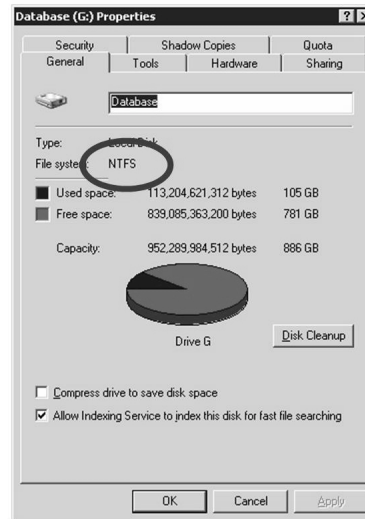 Database (G:) Properties
Security Shadow Copies Quota
General Tools Hardware Sharing
Database
Type: Local Disk
File system: NTFS
Used space: 113,204,621,312 bytes 105 GB
Free space: 839,085,363,200 bytes 781 GB
Capacity: 952,289,984,512 bytes 886 GB
Drive G
Disk Cleanup
Compress drive to save disk space
Allow Indexing Service to index this disk for fast file searching
OK Cancel Apply